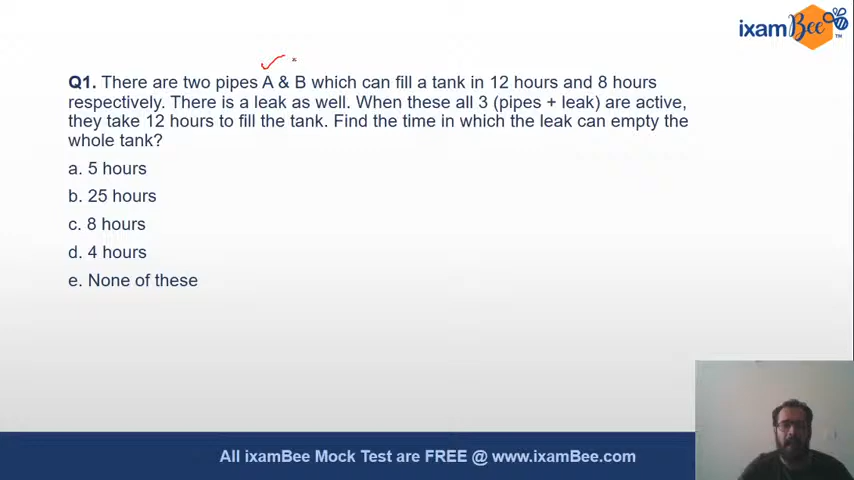 ixamBee
TM
Q1. There are two pipes A & B which can fill a tank in 12 hours and 8 hours
respectively. There is a leak as well. When these all 3 (pipes + leak) are active,
they take 12 hours to fill the tank. Find the time in which the leak can empty the
whole tank?
a. 5 hours
b. 25 hours
c. 8 hours
d. 4 hours
e. None of these
All ixamBee Mock Test are FREE @ www.ixamBee.com